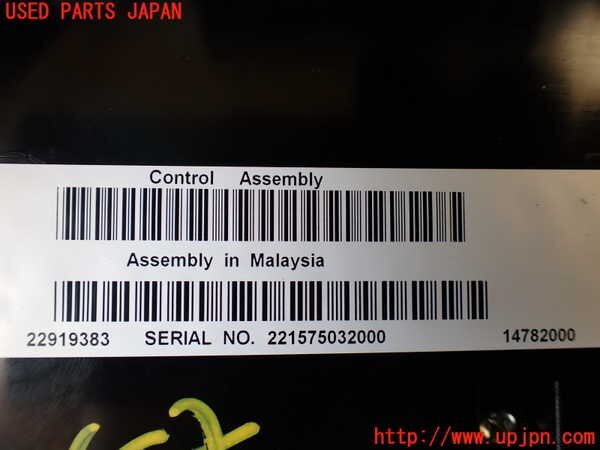 USED PARTS JAPAN
Control Assembly
Assembly in Malaysia
22919383 SERIAL NO. 221575032000 14782000
http://www.upjpn.com/